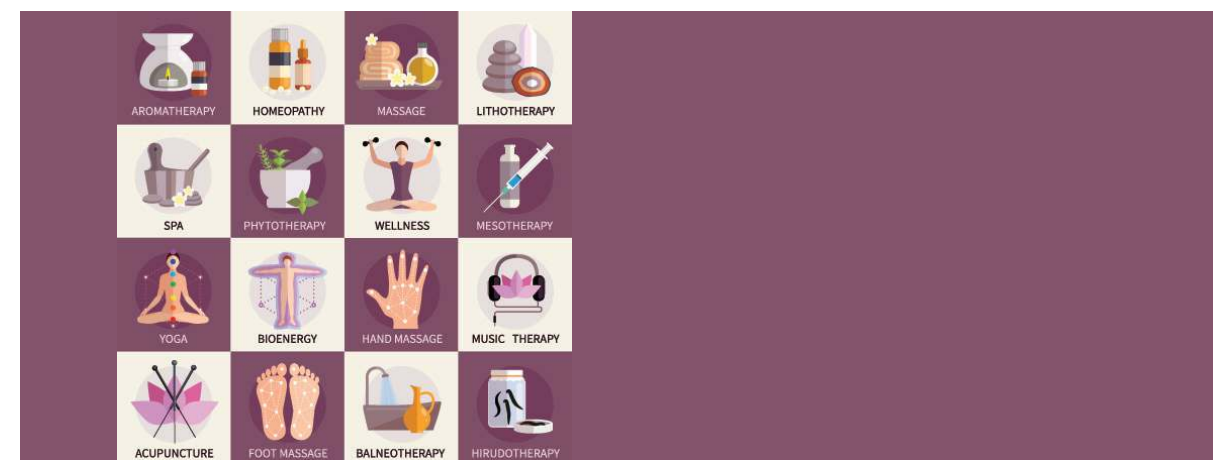 AROMATHERAPY
HOMEOPATHY
MASSAGE
LITHOTHERAPY
SPA
PHYTOTHERAPY
WELLNESS
MESOTHERAPY
YOGA
BIOENERGY
HAND MASSAGE
MUSIC THERAPY
ACUPUNCTURE
FOOT MASSAGE
BALNEOTHERAPY
HIRUDOTHERAPY